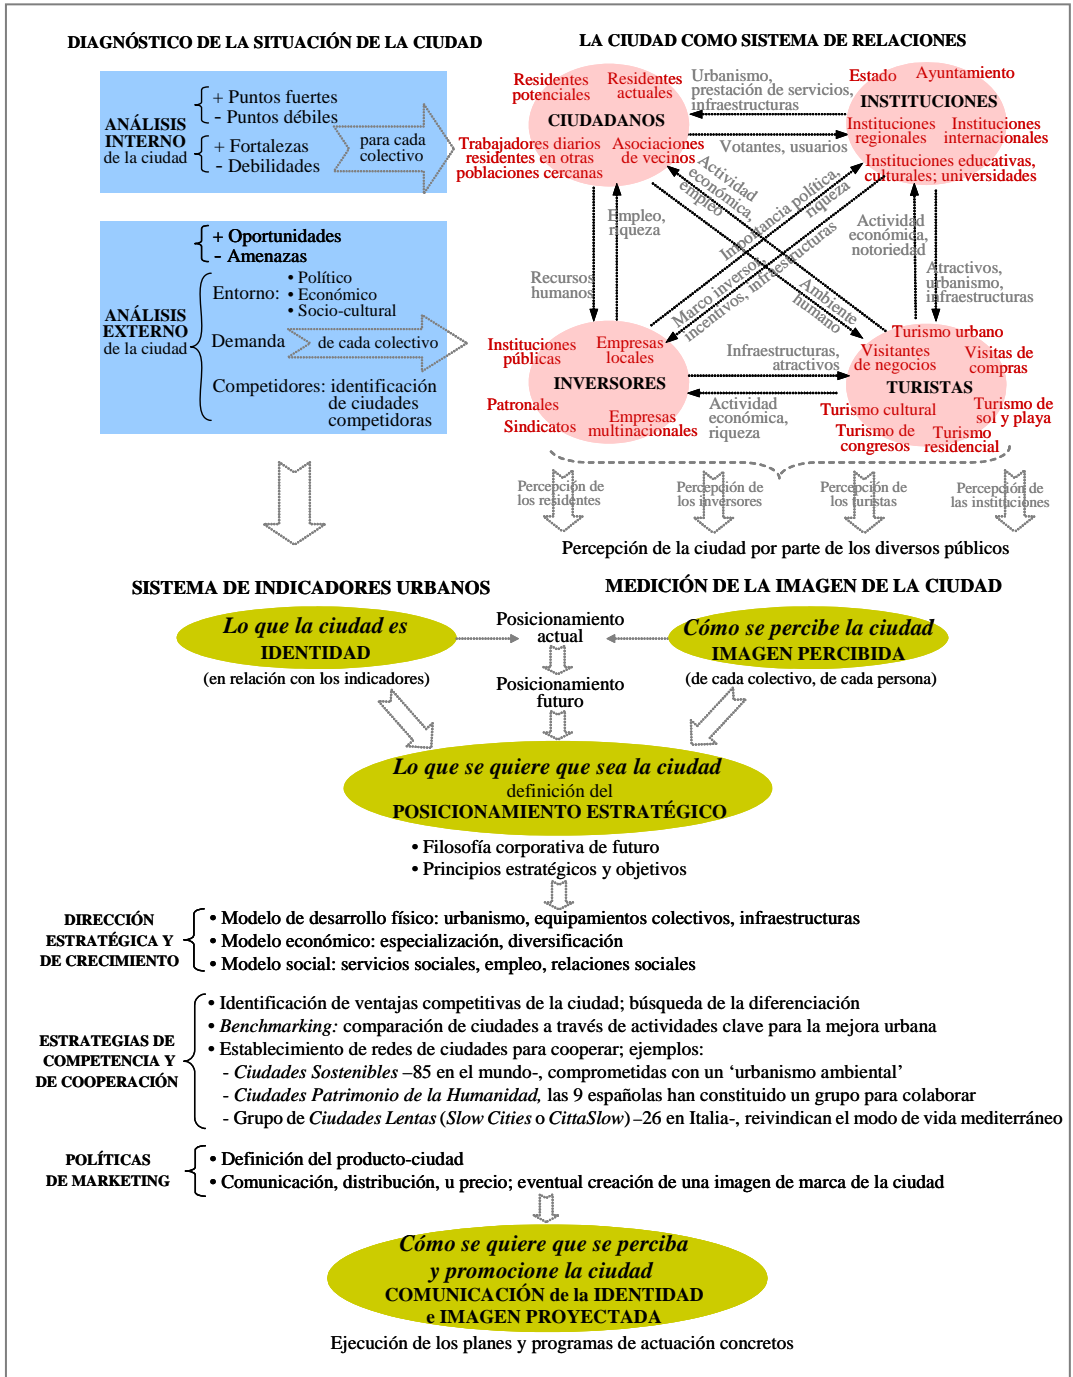 DIAGNÓSTICO DE LA SITUACIÓN DE LA CIUDAD
ANÁLISIS
INTERNO
de la ciudad
+ Puntos fuertes
- Puntos débiles
+ Fortalezas
- Debilidades
para cada
colectivo
+ Oportunidades
- Amenazas
ANÁLISIS
EXTERNO
de la ciudad
Entorno:
• Político
• Económico
• Socio-cultural
Demanda
de cada colectivo
Competidores: identificación
de ciudades
competidoras
LA CIUDAD COMO SISTEMA DE RELACIONES
Residentes
potenciales
Residentes
actuales
CIUDADANOS
Trabajadores diarios
residentes en otras
poblaciones cercanas
Asociaciones
de vecinos
Urbanismo,
prestación de servicios,
infraestructuras
Votantes, usuarios
Estado
Ayuntamiento
INSTITUCIONES
Instituciones
regionales
Instituciones
internacionales
Instituciones educativas,
culturales; universidades
Actividad
económica,
empleo
Importancia política,
riqueza
Empleo,
riqueza
Recursos
humanos
Marco inversor,
incentivos, infraestructuras
Ambiente
humano
Actividad
económica,
notoriedad
Atractivos,
urbanismo,
infraestructuras
Instituciones
públicas
Empresas
locales
INVERSORES
Patronales
Sindicatos
Empresas
multinacionales
Infraestructuras,
atractivos
Actividad
económica,
riqueza
Turismo urbano
Visitantes
de negocios
Visitas de
compras
TURISTAS
Turismo cultural
Turismo de
sol y playa
Turismo de
congresos
Turismo
residencial
Percepción de
los residentes
Percepción de
los inversores
Percepción de
los turistas
Percepción de
las instituciones
Percepción de la ciudad por parte de los diversos públicos
SISTEMA DE INDICADORES URBANOS
MEDICIÓN DE LA IMAGEN DE LA CIUDAD
Lo que la ciudad es
IDENTIDAD
(en relación con los indicadores)
Posicionamiento
actual
Posicionamiento
futuro
Cómo se percibe la ciudad
IMAGEN PERCIBIDA
(de cada colectivo, de cada persona)
Lo que se quiere que sea la ciudad
definición del
POSICIONAMIENTO ESTRATÉGICO
• Filosofía corporativa de futuro
• Principios estratégicos y objetivos
DIRECCIÓN
ESTRATÉGICA Y
DE CRECIMIENTO
• Modelo de desarrollo físico: urbanismo, equipamientos colectivos, infraestructuras
• Modelo económico: especialización, diversificación
• Modelo social: servicios sociales, empleo, relaciones sociales
ESTRATEGIAS DE
COMPETENCIA Y
DE COOPERACIÓN
• Identificación de ventajas competitivas de la ciudad; búsqueda de la diferenciación
• Benchmarking: comparación de ciudades a través de actividades clave para la mejora urbana
• Establecimiento de redes de ciudades para cooperar; ejemplos:
- Ciudades Sostenibles –85 en el mundo-, comprometidas con un ‘urbanismo ambiental’
- Ciudades Patrimonio de la Humanidad, las 9 españolas han constituido un grupo para colaborar
- Grupo de Ciudades Lentas (Slow Cities o CittaSlow) –26 en Italia-, reivindican el modo de vida mediterráneo
POLÍTICAS
DE MARKETING
• Definición del producto-ciudad
• Comunicación, distribución, u precio; eventual creación de una imagen de marca de la ciudad
Cómo se quiere que se perciba
y promocione la ciudad
COMUNICACIÓN de la IDENTIDAD
e IMAGEN PROYECTADA
Ejecución de los planes y programas de actuación concretos